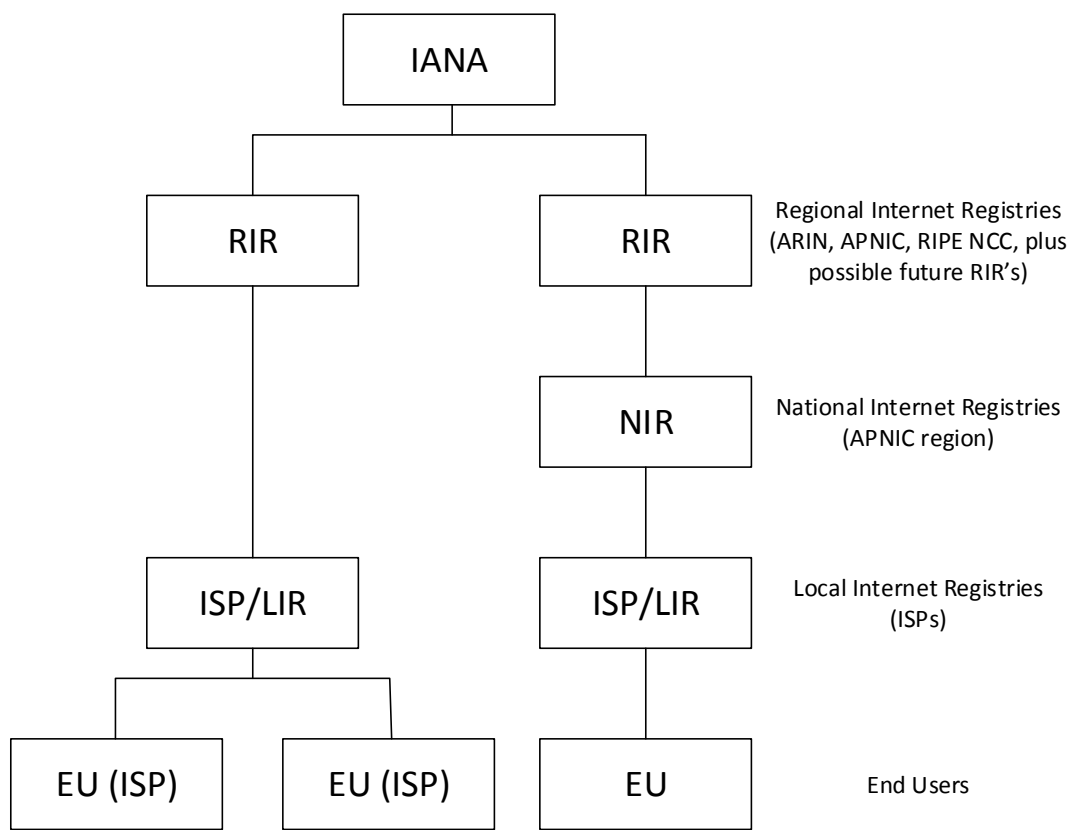 IANA
RIR
RIR
Regional Internet Registries
(ARIN, APNIC, RIPE NCC, plus
possible future RIR's)
NIR
National Internet Registries
(APNIC region)
ISP/LIR
ISP/LIR
Local Internet Registries
(ISPs)
EU (ISP)
EU (ISP)
EU
End Users